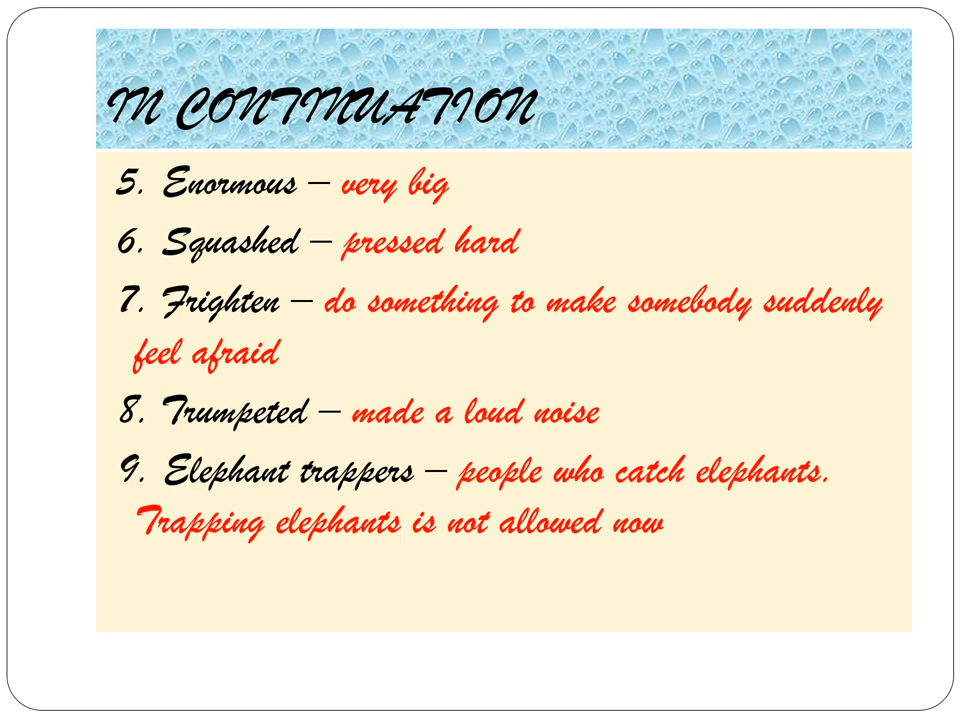 IN CONTINUATION
5. Enormous – very big
6. Squashed – pressed hard
7. Frighten – do something to make somebody suddenly
feel afraid
8. Trumpeted – made a loud noise
9. Elephant trappers – people who catch elephants.
Trapping elephants is not allowed now